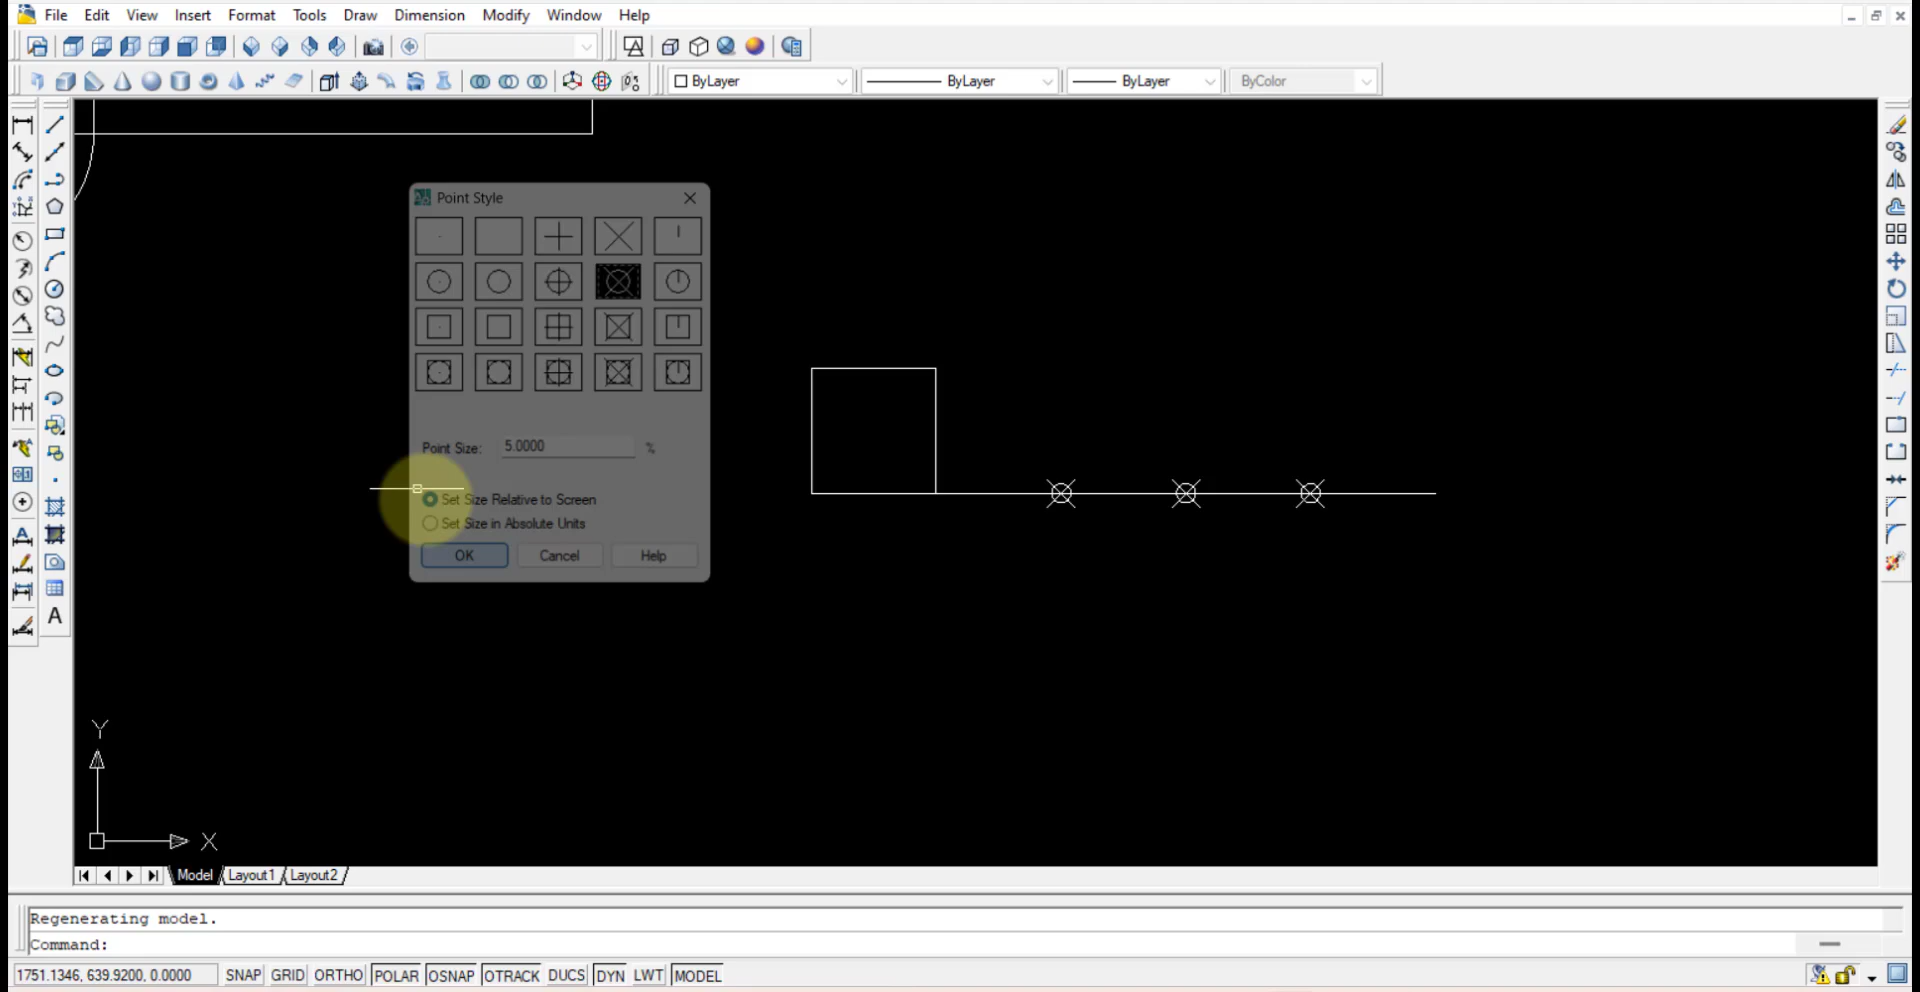 File Edit View Insert Format Tools Draw Dimension Modify Window Help
ByLayer ByLayer ByLayer ByColor
Point Style
Point Size: 5.0000 %
Set Size Relative to Screen
Set Size in Absolute Units
OK Cancel Help
Y
X
Model Layout1 Layout2
Regenerating model.
Command:
1751.1346, 639.9200, 0.0000 SNAP GRID ORTHO POLAR OSNAP OTRACK DUCS DYN LWT MODEL